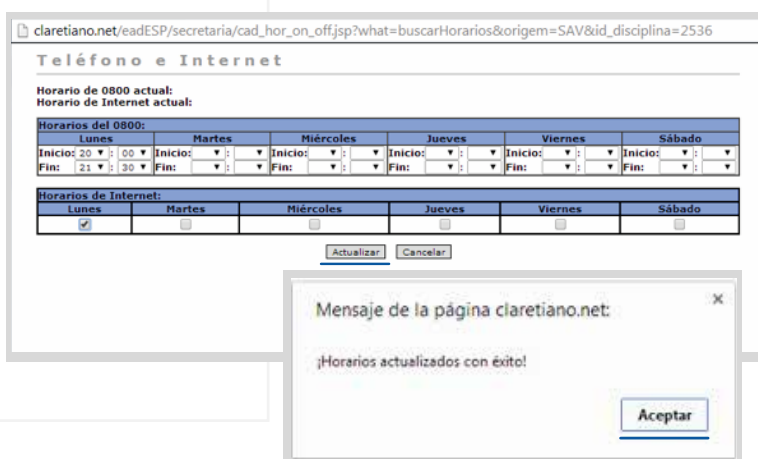 claretiano.net/eadESP/secretaria/cad_hor_on_off.jsp?what=buscarHorarios&origem=SAV&id_disciplina=2536
Teléfono e Internet
Horario de 0800 actual:
Horario de Internet actual:
Horarios del 0800:
Lunes Martes Miércoles Jueves Viernes Sábado
Inicio: 20 : 00 Inicio: : Inicio: : Inicio: : Inicio: : Inicio: :
Fin: 21 : 30 Fin: : Fin: : Fin: : Fin: : Fin: :
Horarios de Internet:
Lunes Martes Miércoles Jueves Viernes Sábado
Actualizar Cancelar
Mensaje de la página claretiano.net:
¡Horarios actualizados con éxito!
Aceptar